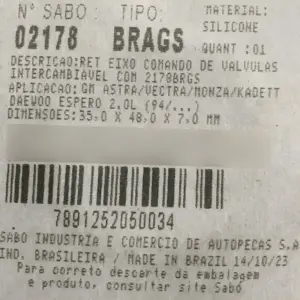 Nº SABO: TIPO: MATERIAL:
02178 BRAGS SILICONE
QUANT :01
DESCRICAO:RET EIXO COMANDO DE VALVULAS
INTERCAMBIAVEL COM 2178BRGS
APLICACAO:GM ASTRA/VECTRA/MONZA/KADETT
DAEWOO ESPERO 2.0L (94/...)
DIMENSOES:35,0 X 48,0 X 7,0 MM
7891252050034
SABO INDUSTRIA E COMERCIO DE AUTOPECAS S.A
IND. BRASILEIRA / MADE IN BRAZIL 14/10/23
Para correto descarte da embalagem
e produto, consultar site Sabó